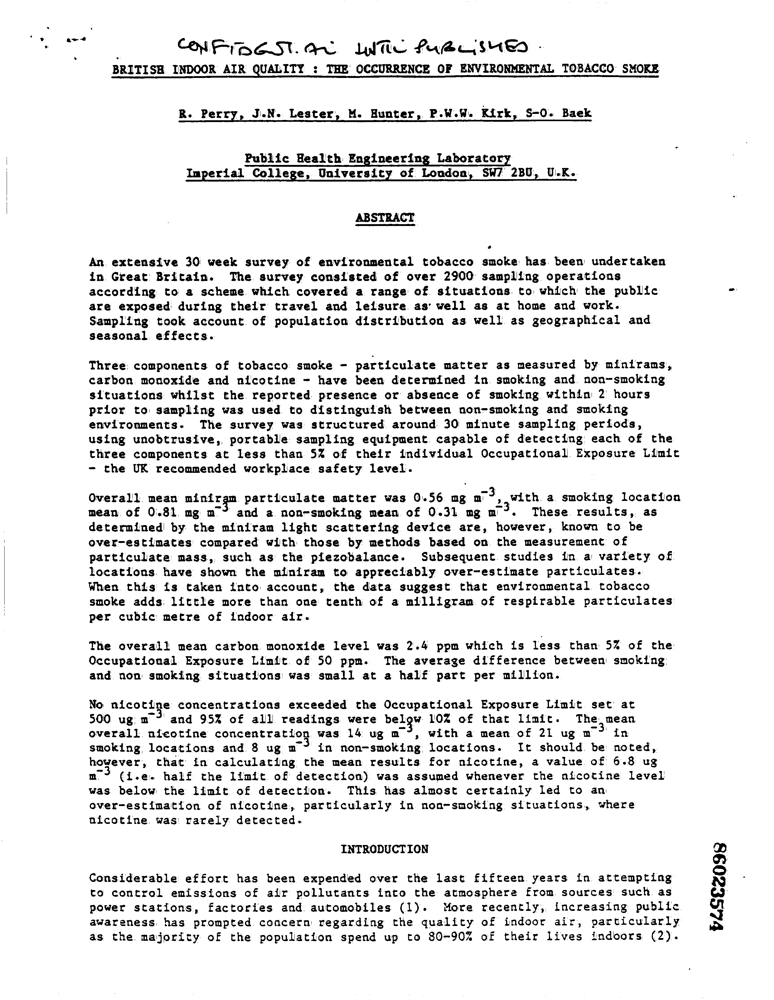 CONFIDENTIAL UNTIL PUBLISHED.
BRITISH INDOOR AIR QUALITY : THE OCCURRENCE OF ENVIRONMENTAL TOBACCO SMOKE
R. Perry, J.N. Lester, M. Hunter, P.W.W. Kirk, S-O. Baek
Public Health Engineering Laboratory
Imperial College, University of London, SW7 2BU, U.K.
ABSTRACT
An extensive 30 week survey of environmental tobacco smoke has been undertaken
in Great Britain. The survey consisted of over 2900 sampling operations
according to a scheme which covered a range of situations to which the public
are exposed during their travel and leisure as well as at home and work.
Sampling took account of population distribution as well as geographical and
seasonal effects.
Three components of tobacco smoke - particulate matter as measured by minirams,
carbon monoxide and nicotine - have been determined in smoking and non-smoking
situations whilst the reported presence or absence of smoking within 2 hours
prior to sampling was used to distinguish between non-smoking and smoking
environments. The survey was structured around 30 minute sampling periods,
using unobtrusive, portable sampling equipment capable of detecting each of the
three components at less than 5% of their individual Occupational Exposure Limit
- the UK recommended workplace safety level.
Overall mean miniram particulate matter was 0.56 mg m⁻³, with a smoking location
mean of 0.81 mg m⁻³ and a non-smoking mean of 0.31 mg m⁻³. These results, as
determined by the miniram light scattering device are, however, known to be
over-estimates compared with those by methods based on the measurement of
particulate mass, such as the piezobalance. Subsequent studies in a variety of
locations have shown the miniram to appreciably over-estimate particulates.
When this is taken into account, the data suggest that environmental tobacco
smoke adds little more than one tenth of a milligram of respirable particulates
per cubic metre of indoor air.
The overall mean carbon monoxide level was 2.4 ppm which is less than 5% of the
Occupational Exposure Limit of 50 ppm. The average difference between smoking
and non smoking situations was small at a half part per million.
No nicotine concentrations exceeded the Occupational Exposure Limit set at
500 ug m⁻³ and 95% of all readings were below 10% of that limit. The mean
overall nicotine concentration was 14 ug m⁻³, with a mean of 21 ug m⁻³ in
smoking locations and 8 ug m⁻³ in non-smoking locations. It should be noted,
however, that in calculating the mean results for nicotine, a value of 6.8 ug
m⁻³ (i.e. half the limit of detection) was assumed whenever the nicotine level
was below the limit of detection. This has almost certainly led to an
over-estimation of nicotine, particularly in non-smoking situations, where
nicotine was rarely detected.
INTRODUCTION
Considerable effort has been expended over the last fifteen years in attempting
to control emissions of air pollutants into the atmosphere from sources such as
power stations, factories and automobiles (1). More recently, increasing public
awareness has prompted concern regarding the quality of indoor air, particularly
as the majority of the population spend up to 80-90% of their lives indoors (2).
86023574